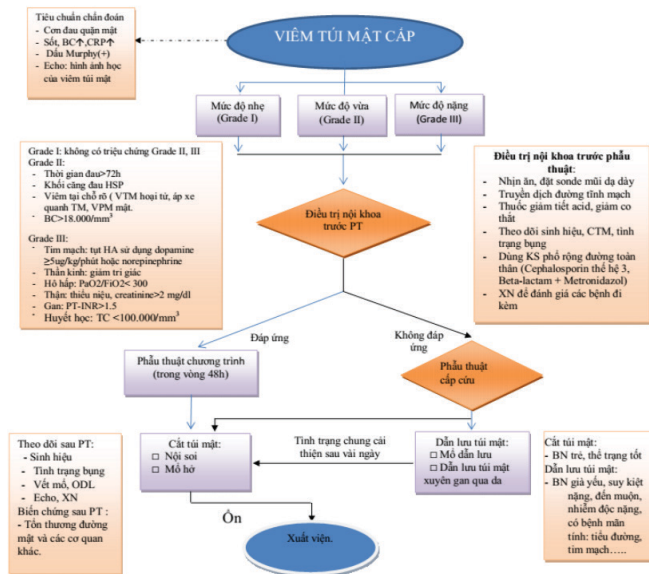 Tiêu chuẩn chẩn đoán
- Cơn đau quặn mật
- Sốt, BC↑,CRP↑
- Dấu Murphy(+)
- Echo: hình ảnh học
của viêm túi mật
VIÊM TÚI MẬT CẤP
Mức độ nhẹ
(Grade I)
Mức độ vừa
(Grade II)
Mức độ nặng
(Grade III)
Grade I: không có triệu chứng Grade II, III
Grade II:
- Thời gian đau>72h
- Khối căng đau HSP
- Viêm tại chỗ rõ ( VTM hoại tử, áp xe
quanh TM, VPM mật.
- BC>18.000/mm³
Grade III:
- Tim mạch: tụt HA sử dụng dopamine
≥5ug/kg/phút hoặc norepinephrine
- Thần kinh: giảm tri giác
- Hô hấp: PaO2/FiO2< 300
- Thận: thiểu niệu, creatinine>2 mg/dl
- Gan: PT-INR>1.5
- Huyết học: TC <100.000/mm³
Điều trị nội khoa
trước PT
Điều trị nội khoa trước phẫu
thuật:
- Nhịn ăn, đặt sonde mũi dạ dày
- Truyền dịch đường tĩnh mạch
- Thuốc giảm tiết acid, giảm co
thắt
- Theo dõi sinh hiệu, CTM, tình
trạng bụng
- Dùng KS phổ rộng đường toàn
thân (Cephalosporin thế hệ 3,
Beta-lactam + Metronidazol)
- XN để đánh giá các bệnh đi
kèm
Đáp ứng
Không đáp
ứng
Phẫu thuật chương trình
(trong vòng 48h)
Phẫu thuật
cấp cứu
Theo dõi sau PT:
- Sinh hiệu
- Tình trạng bụng
- Vết mổ, ODL
- Echo, XN
Biến chứng sau PT :
- Tổn thương đường
mật và các cơ quan
khác.
Cắt túi mật:
□ Nội soi
□ Mổ hở
Tình trạng chung cải
thiện sau vài ngày
Dẫn lưu túi mật:
□ Mổ dẫn lưu
□ Dẫn lưu túi mật
xuyên gan qua da
Cắt túi mật:
- BN trẻ, thể trạng tốt
Dẫn lưu túi mật:
- BN già yếu, suy kiệt
nặng, đến muộn,
nhiễm độc nặng,
có bệnh mãn
tính: tiểu đường,
tim mạch…..
Ổn
Xuất viện.